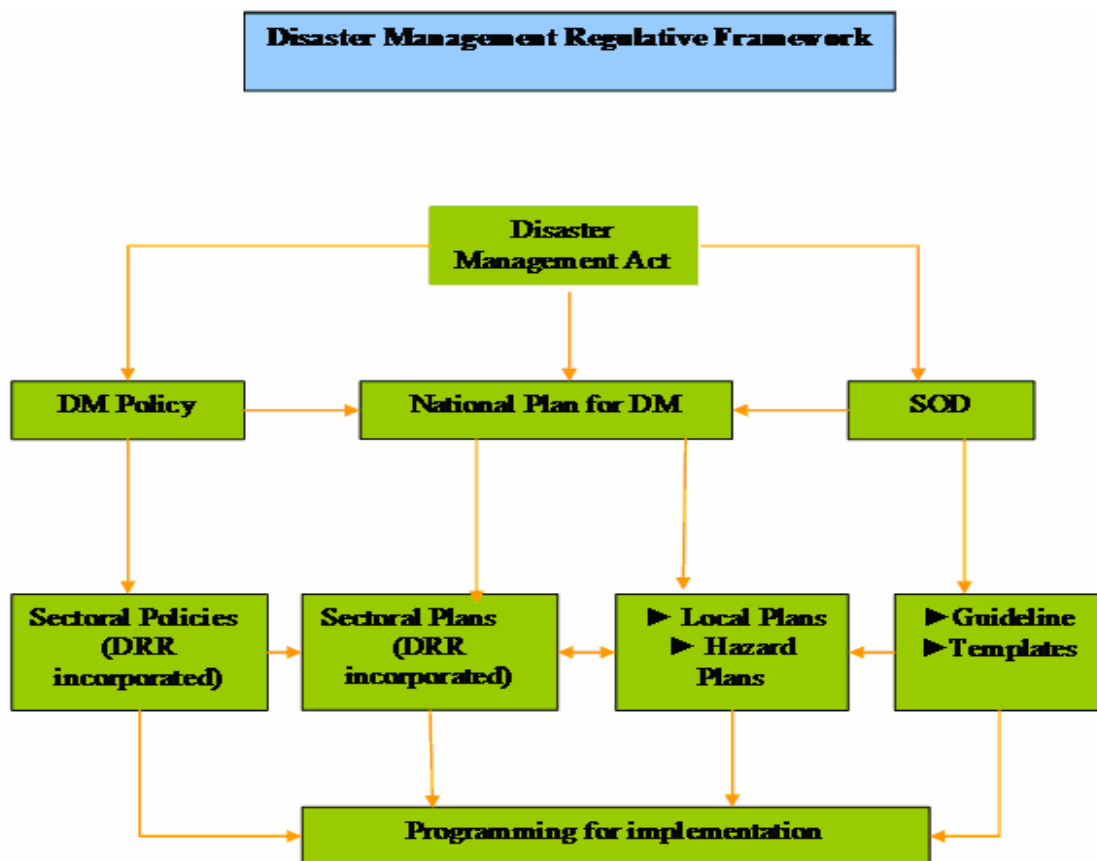 Disaster Management Regulative Framework
Disaster
Management Act
DM Policy
National Plan for DM
SOD
Sectoral Policies
(DRR
incorporated)
Sectoral Plans
(DRR
incorporated)
► Local Plans
► Hazard
Plans
►Guideline
►Templates
Programming for implementation